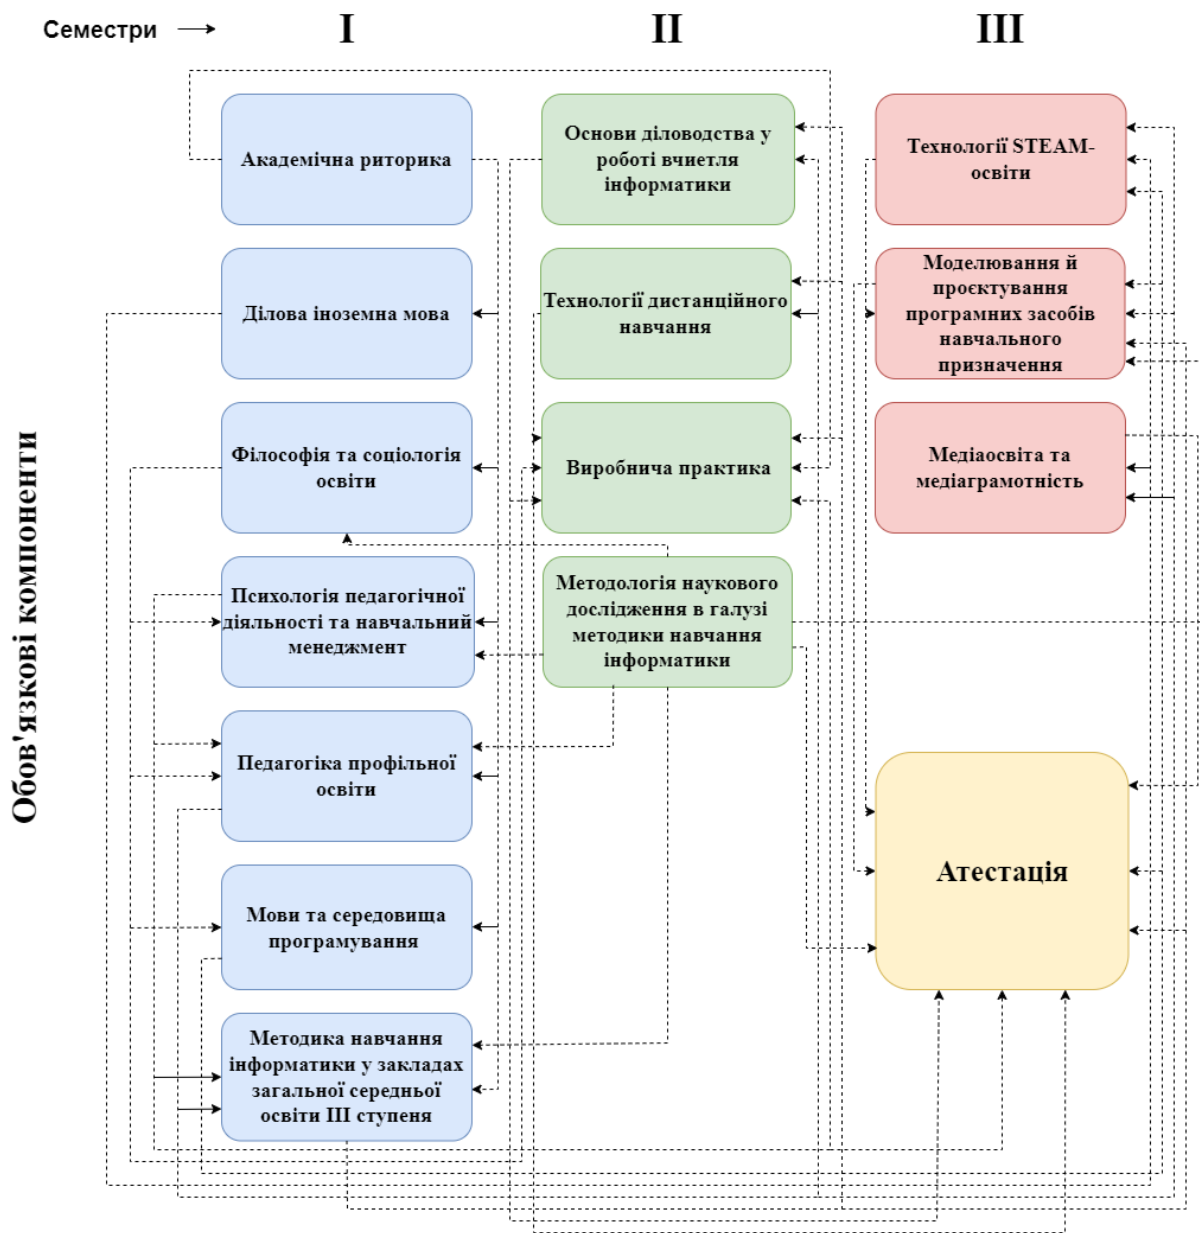 Семестри
I
II
III
Обов'язкові компоненти
Академічна риторика
Ділова іноземна мова
Філософія та соціологія
освіти
Психологія педагогічної
діяльності та навчальний
менеджмент
Педагогіка профільної
освіти
Мови та середовища
програмування
Методика навчання
інформатики у закладах
загальної середньої
освіти III ступеня
Основи діловодства у
роботі вчиетля
інформатики
Технології дистанційного
навчання
Виробнича практика
Методологія наукового
дослідження в галузі
методики навчання
інформатики
Технології STEAM-
освіти
Моделювання й
проєктування
програмних засобів
навчального
призначення
Медіаосвіта та
медіаграмотність
Атестація